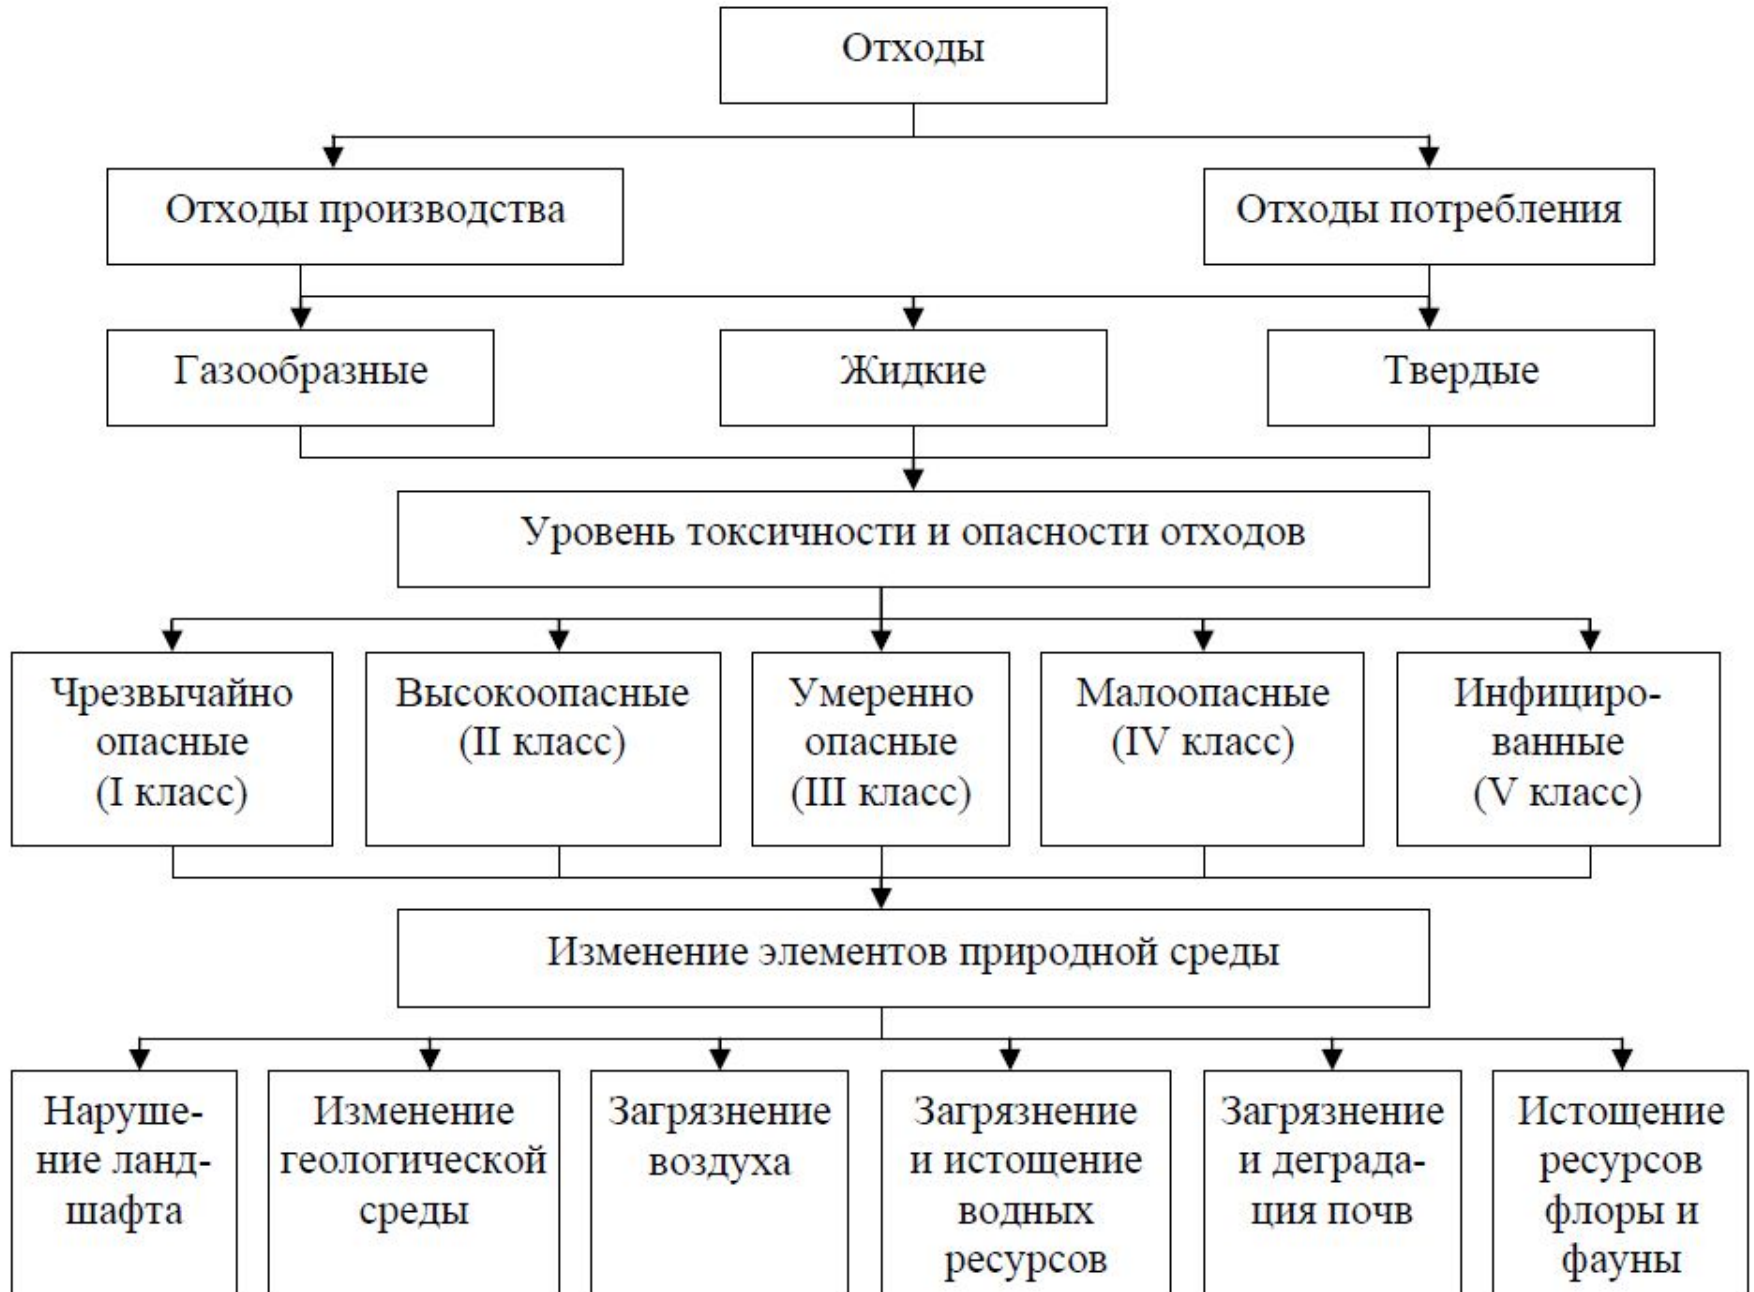 Отходы
Отходы производства
Отходы потребления
Газообразные
Жидкие
Твердые
Уровень токсичности и опасности отходов
Чрезвычайно
опасные
(I класс)
Высокоопасные
(II класс)
Умеренно
опасные
(III класс)
Малоопасные
(IV класс)
Инфициро-
ванные
(V класс)
Изменение элементов природной среды
Наруше-
ние ланд-
шафта
Изменение
геологической
среды
Загрязнение
воздуха
Загрязнение
и истощение
водных
ресурсов
Загрязнение
и деграда-
ция почв
Истощение
ресурсов
флоры и
фауны